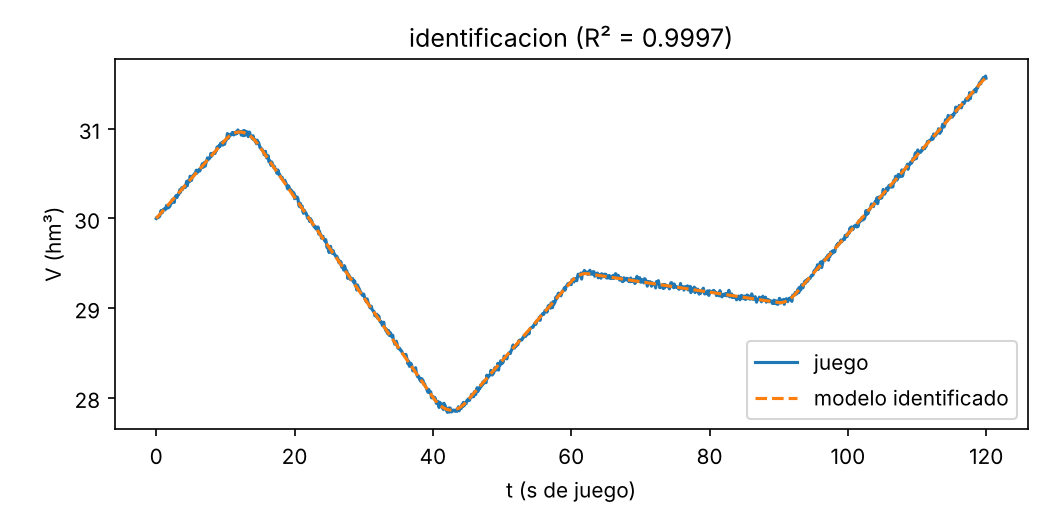 identificacion (R² = 0.9997)
V (hm³)
31
30
29
28
juego
modelo identificado
0 20 40 60 80 100 120
t (s de juego)